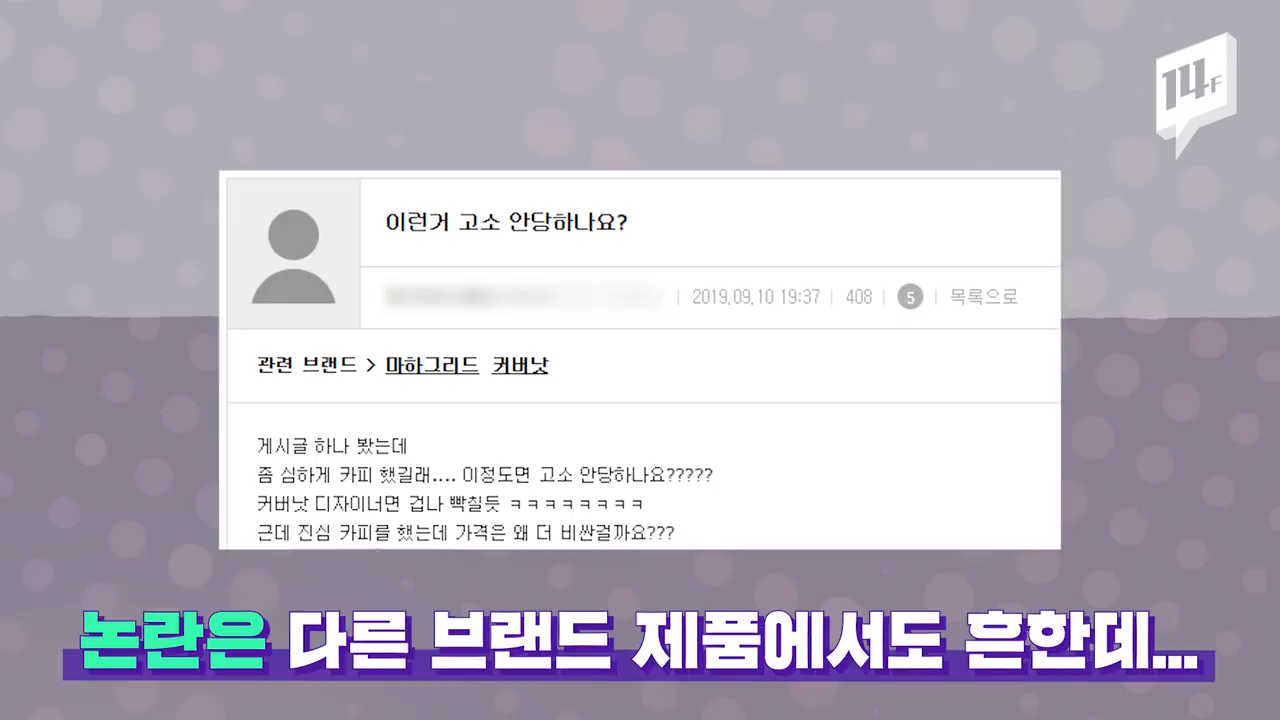 14F
이런거 고소 안당하나요?
2019.09.10 19:37 | 408 | 5 | 목록으로
관련 브랜드 > 마하그리드 커버낫
게시글 하나 봤는데
좀 심하게 카피 했길래.... 이정도면 고소 안당하나요?????
커버낫 디자이너면 겁나 빡칠듯 ㅋㅋㅋㅋㅋㅋㅋㅋ
근데 진심 카피를 했는데 가격은 왜 더 비싼걸까요???
논란은 다른 브랜드 제품에서도 흔한데...